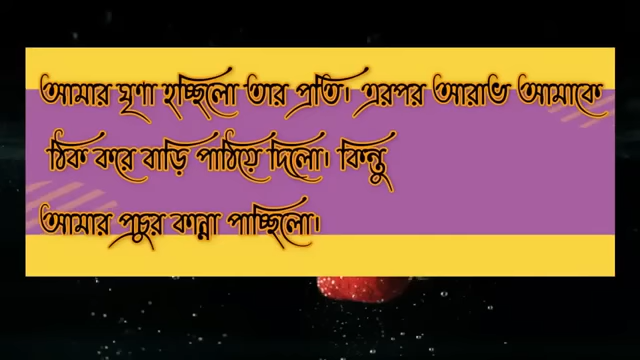 আমার ঘৃণা হচ্ছিলো তার প্রতি। এরপর আরাভ আমাকে
ঠিক করে বাড়ি পাঠিয়ে দিলো। কিন্তু
আমার প্রচুর কান্না পাচ্ছিলো।